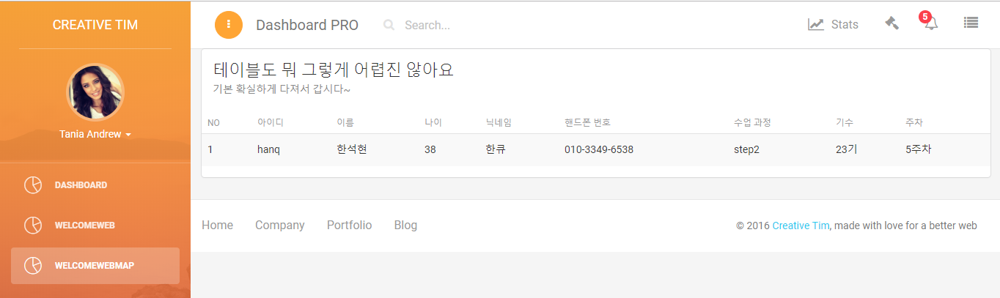 CREATIVE TIM
Tania Andrew
DASHBOARD
WELCOMEWEB
WELCOMEWEBMAP
Dashboard PRO Search... Stats 5
테이블도 뭐 그렇게 어렵진 않아요
기본 확실하게 다져서 갑시다~
NO 아이디 이름 나이 닉네임 핸드폰 번호 수업 과정 기수 주차
1 hanq 한석현 38 한큐 010-3349-6538 step2 23기 5주차
Home Company Portfolio Blog © 2016 Creative Tim, made with love for a better web